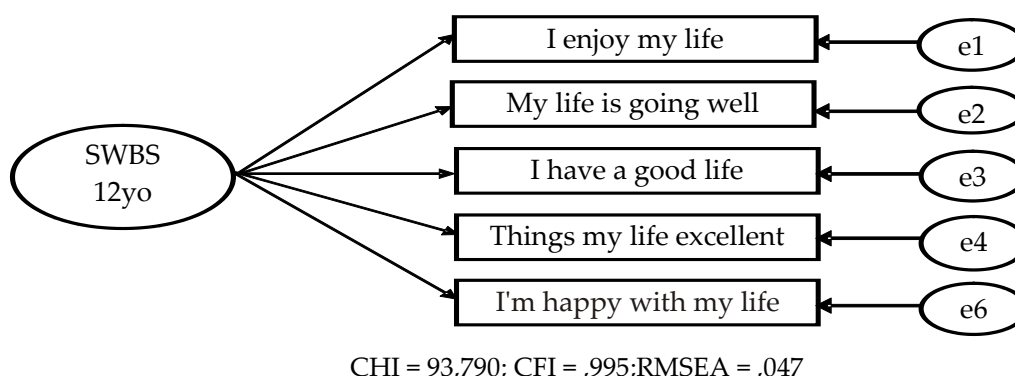 I enjoy my life
e1
My life is going well
e2
SWBS
12yo
I have a good life
e3
Things my life excellent
e4
I'm happy with my life
e6
CHI = 93,790; CFI = ,995;RMSEA = ,047